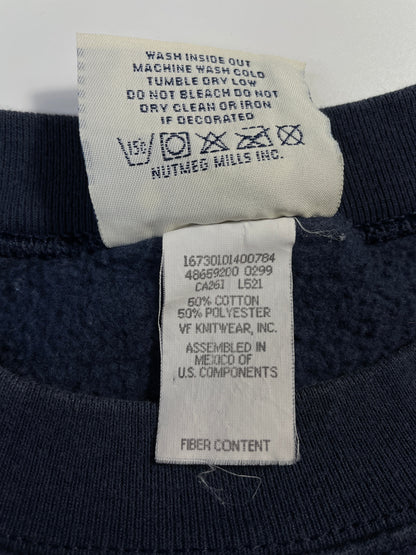 WASH INSIDE OUT
MACHINE WASH COLD
TUMBLE DRY LOW
DO NOT BLEACH DO NOT
DRY CLEAN OR IRON
IF DECORATED
15c
NUTMEG MILLS INC.
16730101400784
48659200 0299
CA261 L521
50% COTTON
50% POLYESTER
VF KNITWEAR, INC.
ASSEMBLED IN
MEXICO OF
U.S. COMPONENTS
FIBER CONTENT